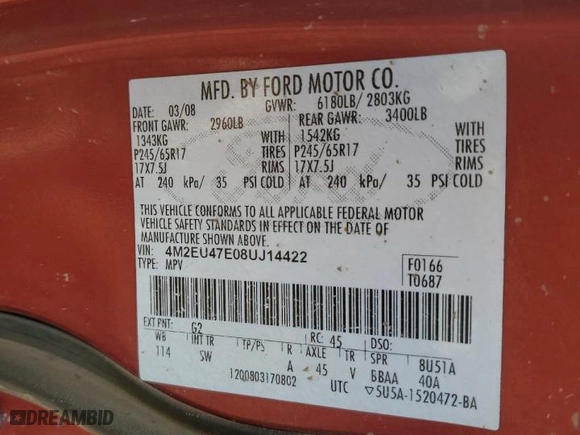 MFD. BY FORD MOTOR CO.
DATE: 03/08 GVWR: 6180LB/ 2803KG
FRONT GAWR: 2960LB REAR GAWR: 3400LB
1343KG WITH 1542KG WITH
P245/65R17 TIRES P245/65R17 TIRES
17X7.5J RIMS 17X7.5J RIMS
AT 240 kPa/ 35 PSI COLD AT 240 kPa/ 35 PSI COLD
THIS VEHICLE CONFORMS TO ALL APPLICABLE FEDERAL MOTOR
VEHICLE SAFETY STANDARDS IN EFFECT ON THE DATE OF
MANUFACTURE SHOWN ABOVE.
VIN: 4M2EU47E08UJ14422
TYPE: MPV
F0166
T0687
EXT PNT: G2 RC: 45 DSO:
WB INT TR TP/PS R AXLE TR SPR 8U51A
114 SW A 45 V BBAA 40A
1200803170802 UTC ▽5U5A-1520472-BA
DREAMBID